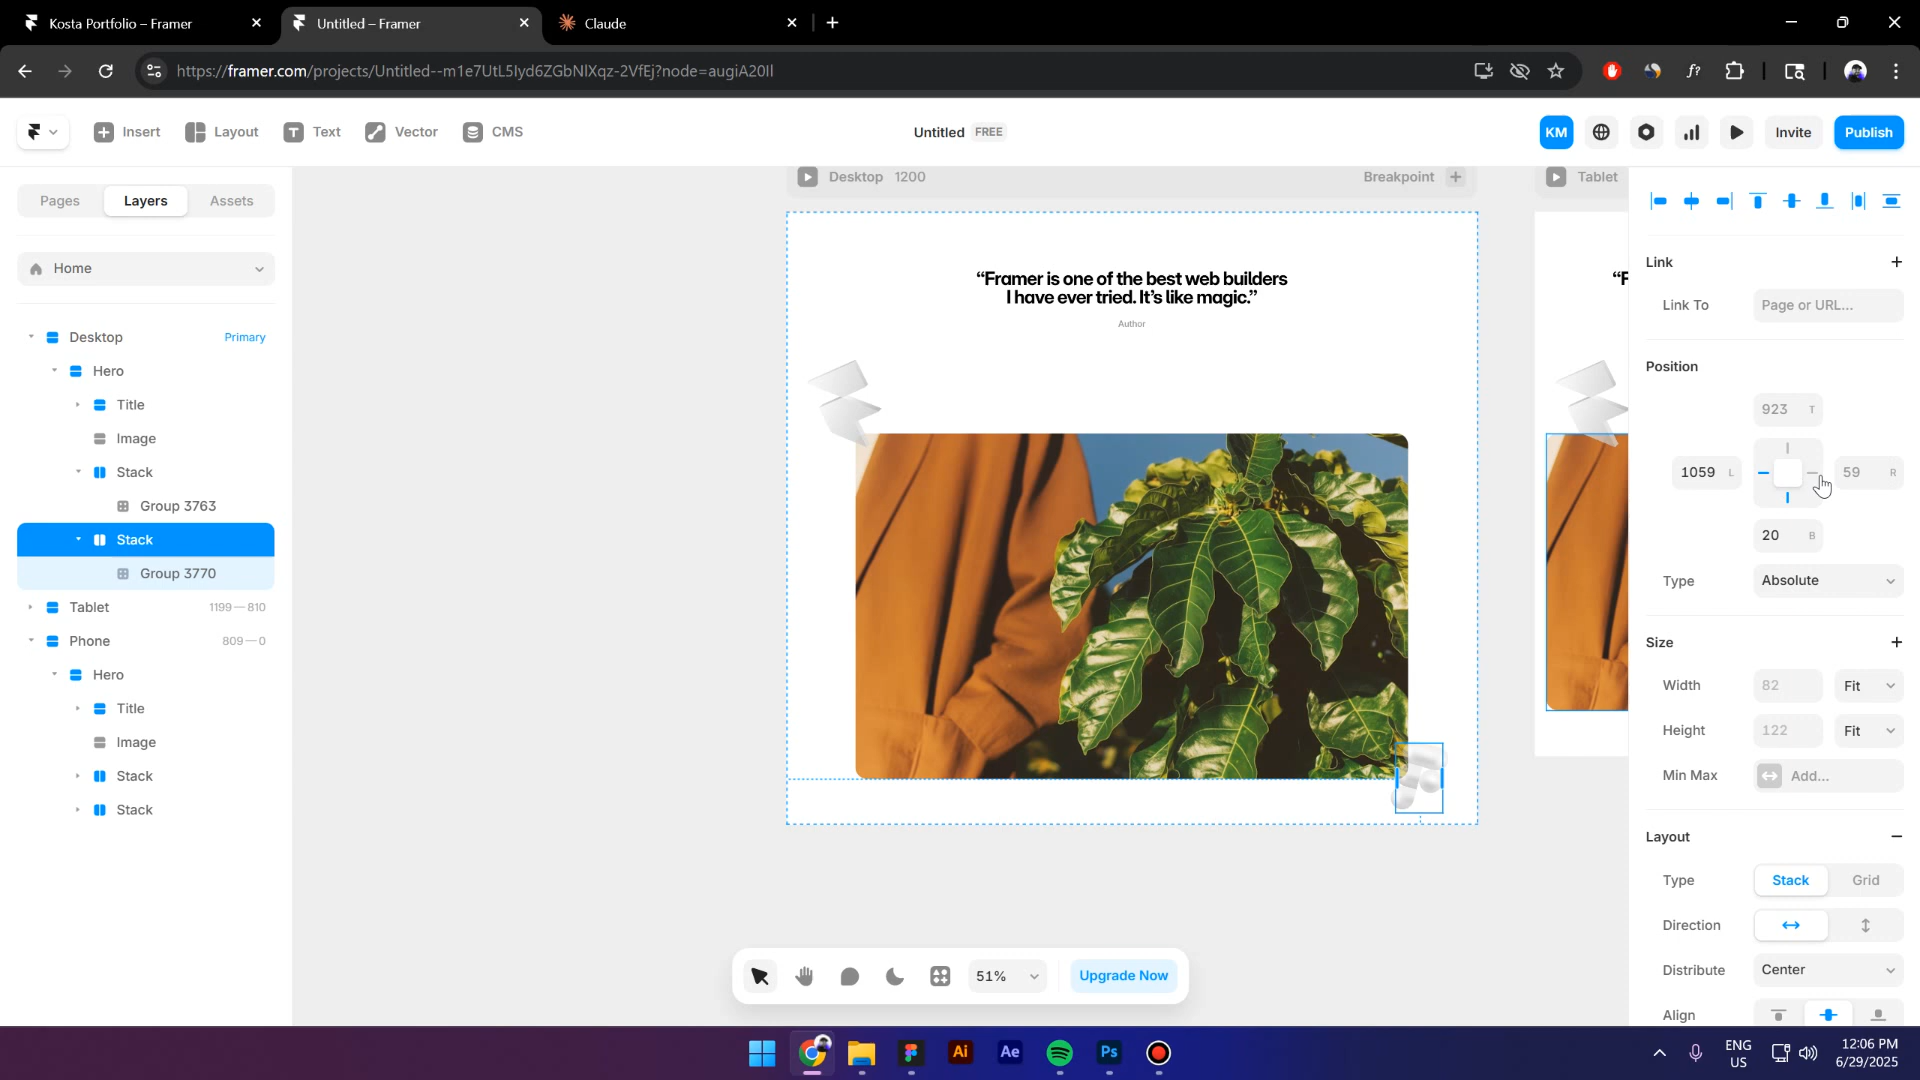 Kosta Portfolio – Framer
Untitled – Framer
Claude
https://framer.com/projects/Untitled--m1e7UtL5lyd6ZGbNlXqz-2VfEj?node=augiA20Il
Insert
Layout
Text
Vector
CMS
Untitled FREE
KM
Invite
Publish
Pages
Layers
Assets
Home
Desktop Primary
Hero
Title
Image
Stack
Group 3763
Stack
Group 3770
Tablet 1199—810
Phone 809—0
Hero
Title
Image
Stack
Stack
Desktop 1200
Breakpoint
Tablet
“Framer is one of the best web builders
I have ever tried. It’s like magic.”
Author
“F
51%
Upgrade Now
Link
Link To Page or URL...
Position
923 T
1059 L
59 R
20 B
Type Absolute
Size
Width 82 Fit
Height 122 Fit
Min Max Add...
Layout
Type Stack Grid
Direction
Distribute Center
Align
Ai
Ae
Ps
ENG
US
12:06 PM
6/29/2025